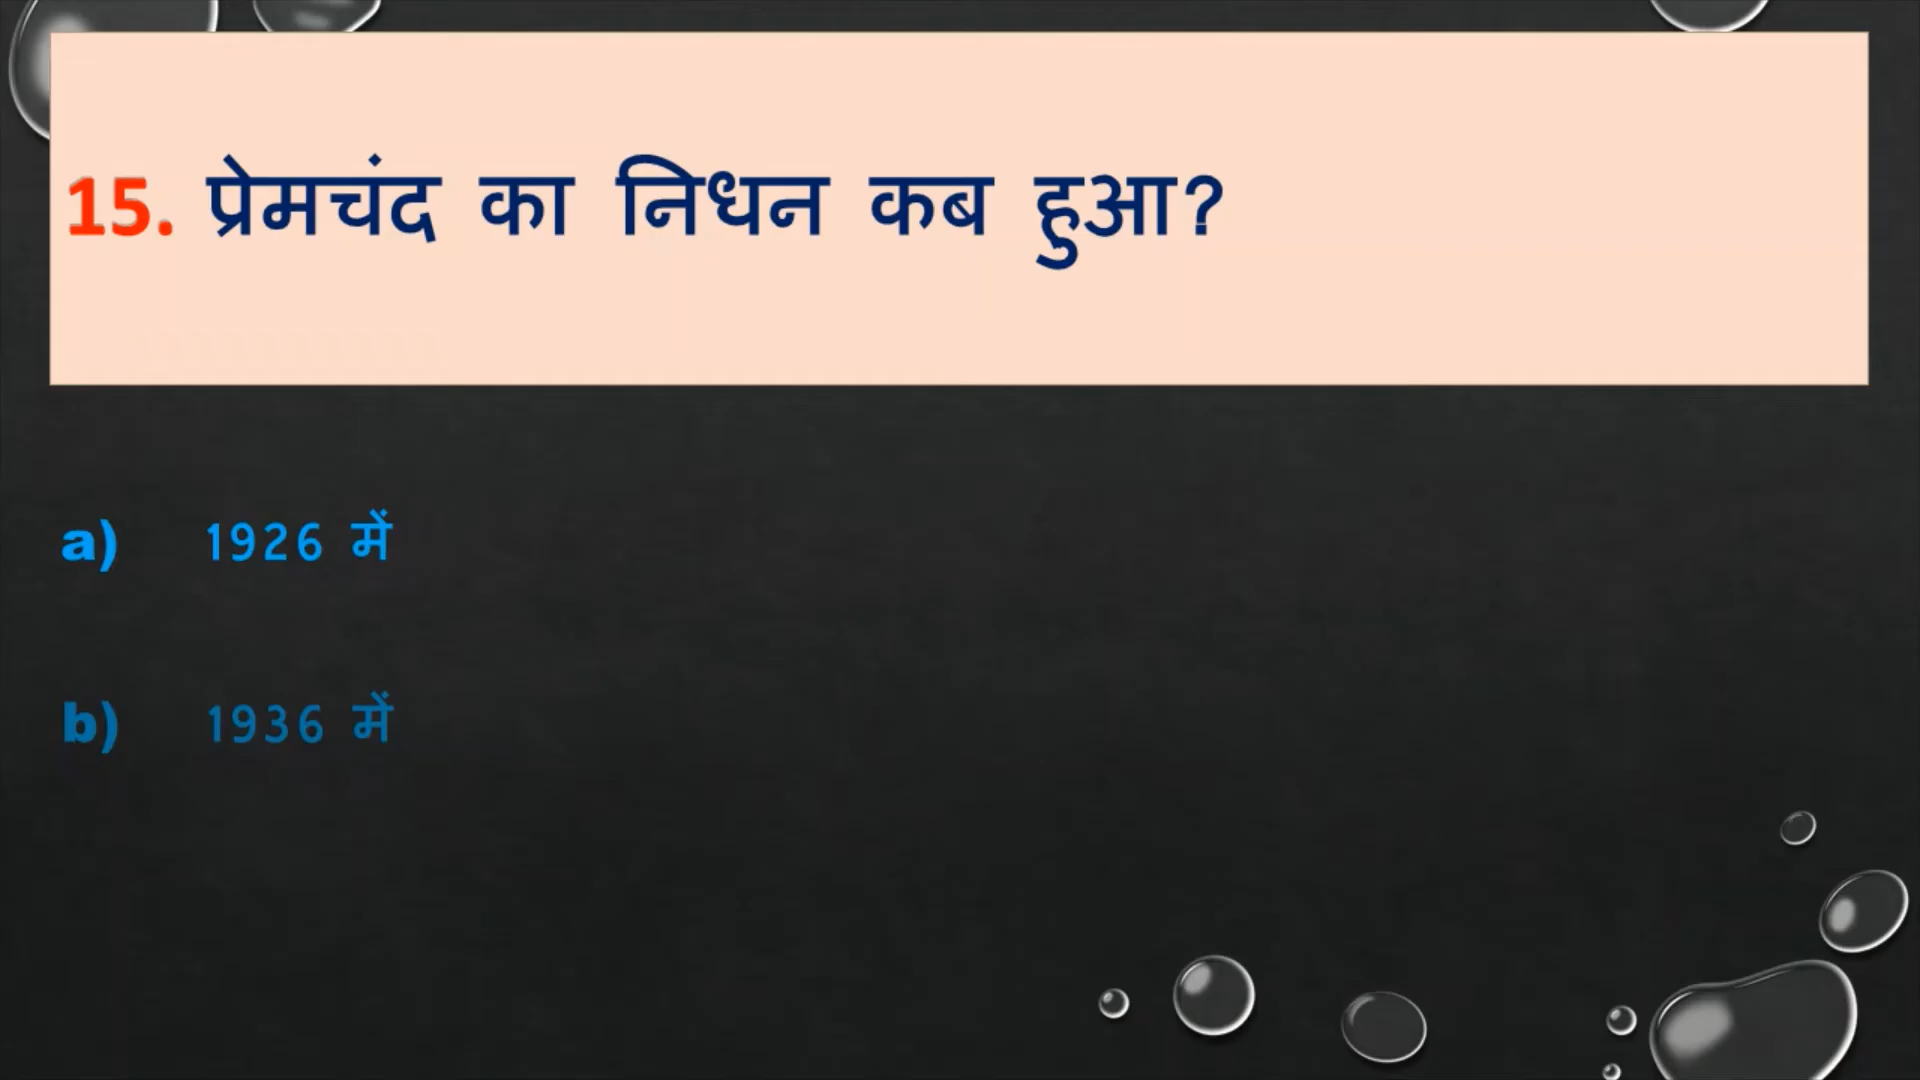 15. प्रेमचंद का निधन कब हुआ?
a) 1926 में
b) 1936 में